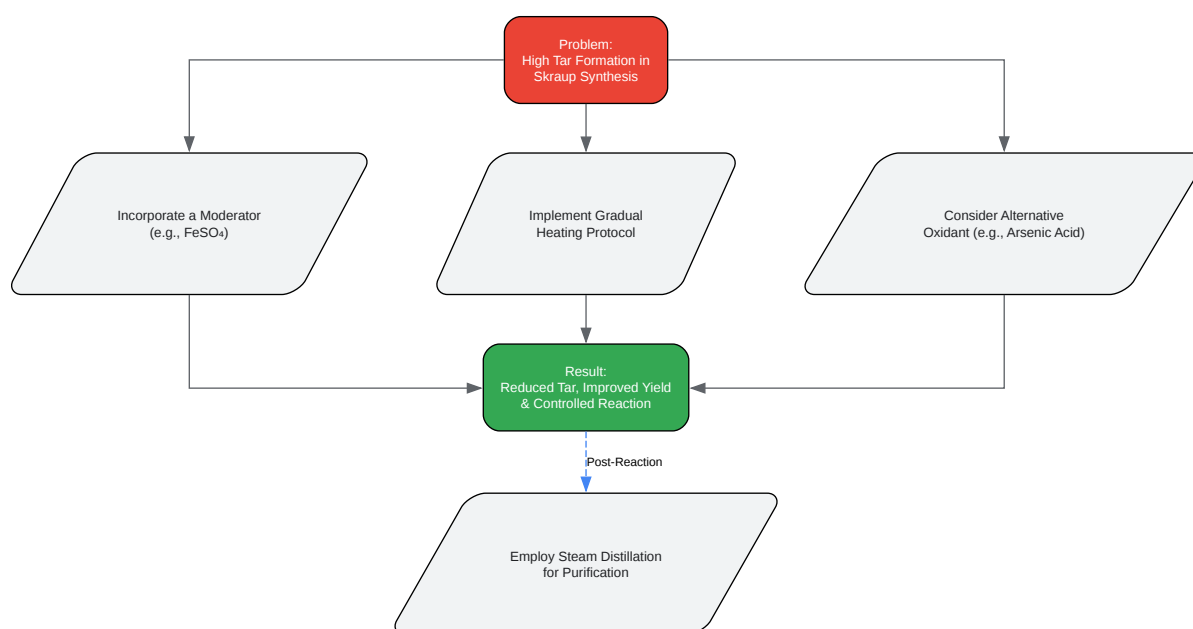 Problem:
High Tar Formation in
Skraup Synthesis
Incorporate a Moderator
(e.g., FeSO₄)
Implement Gradual
Heating Protocol
Consider Alternative
Oxidant (e.g., Arsenic Acid)
Result:
Reduced Tar, Improved Yield
& Controlled Reaction
Post-Reaction
Employ Steam Distillation
for Purification